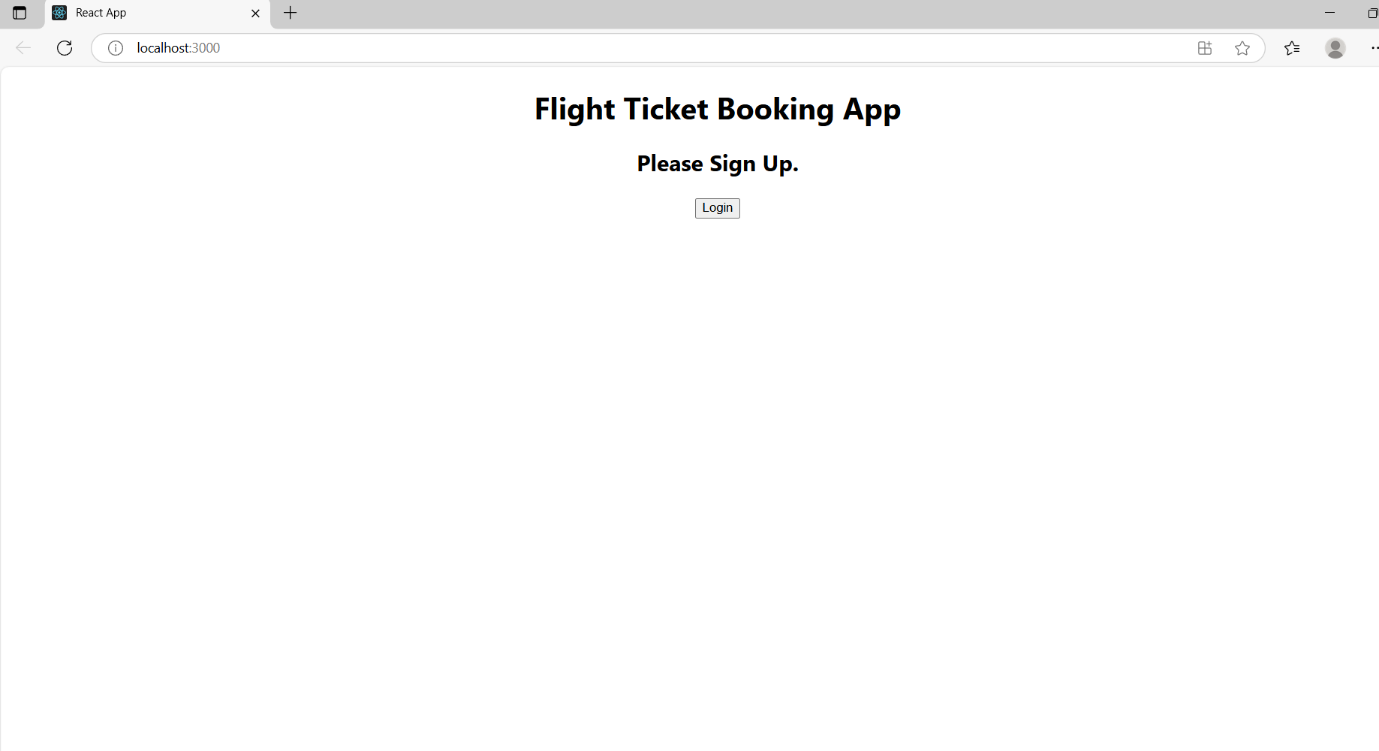 React App
localhost:3000
Flight Ticket Booking App
Please Sign Up.
Login